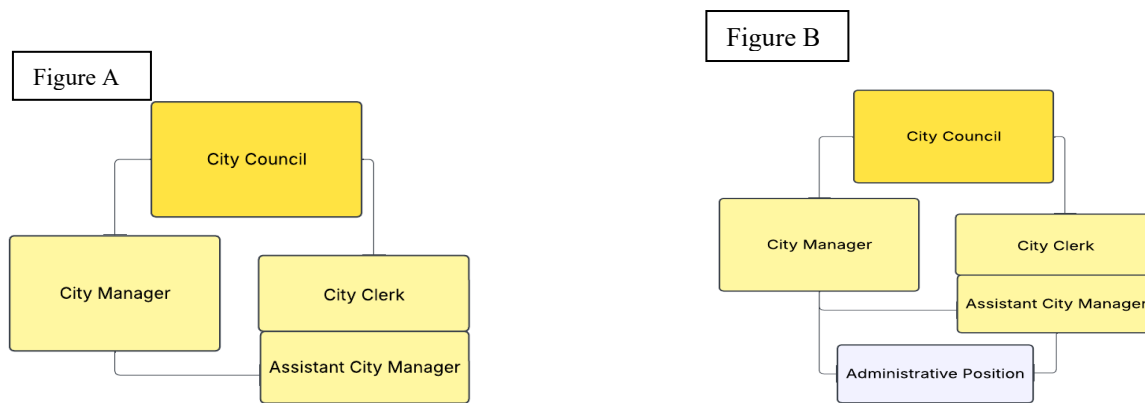 Figure A
City Council
City Manager
City Clerk
Assistant City Manager
Figure B
City Council
City Manager
City Clerk
Assistant City Manager
Administrative Position